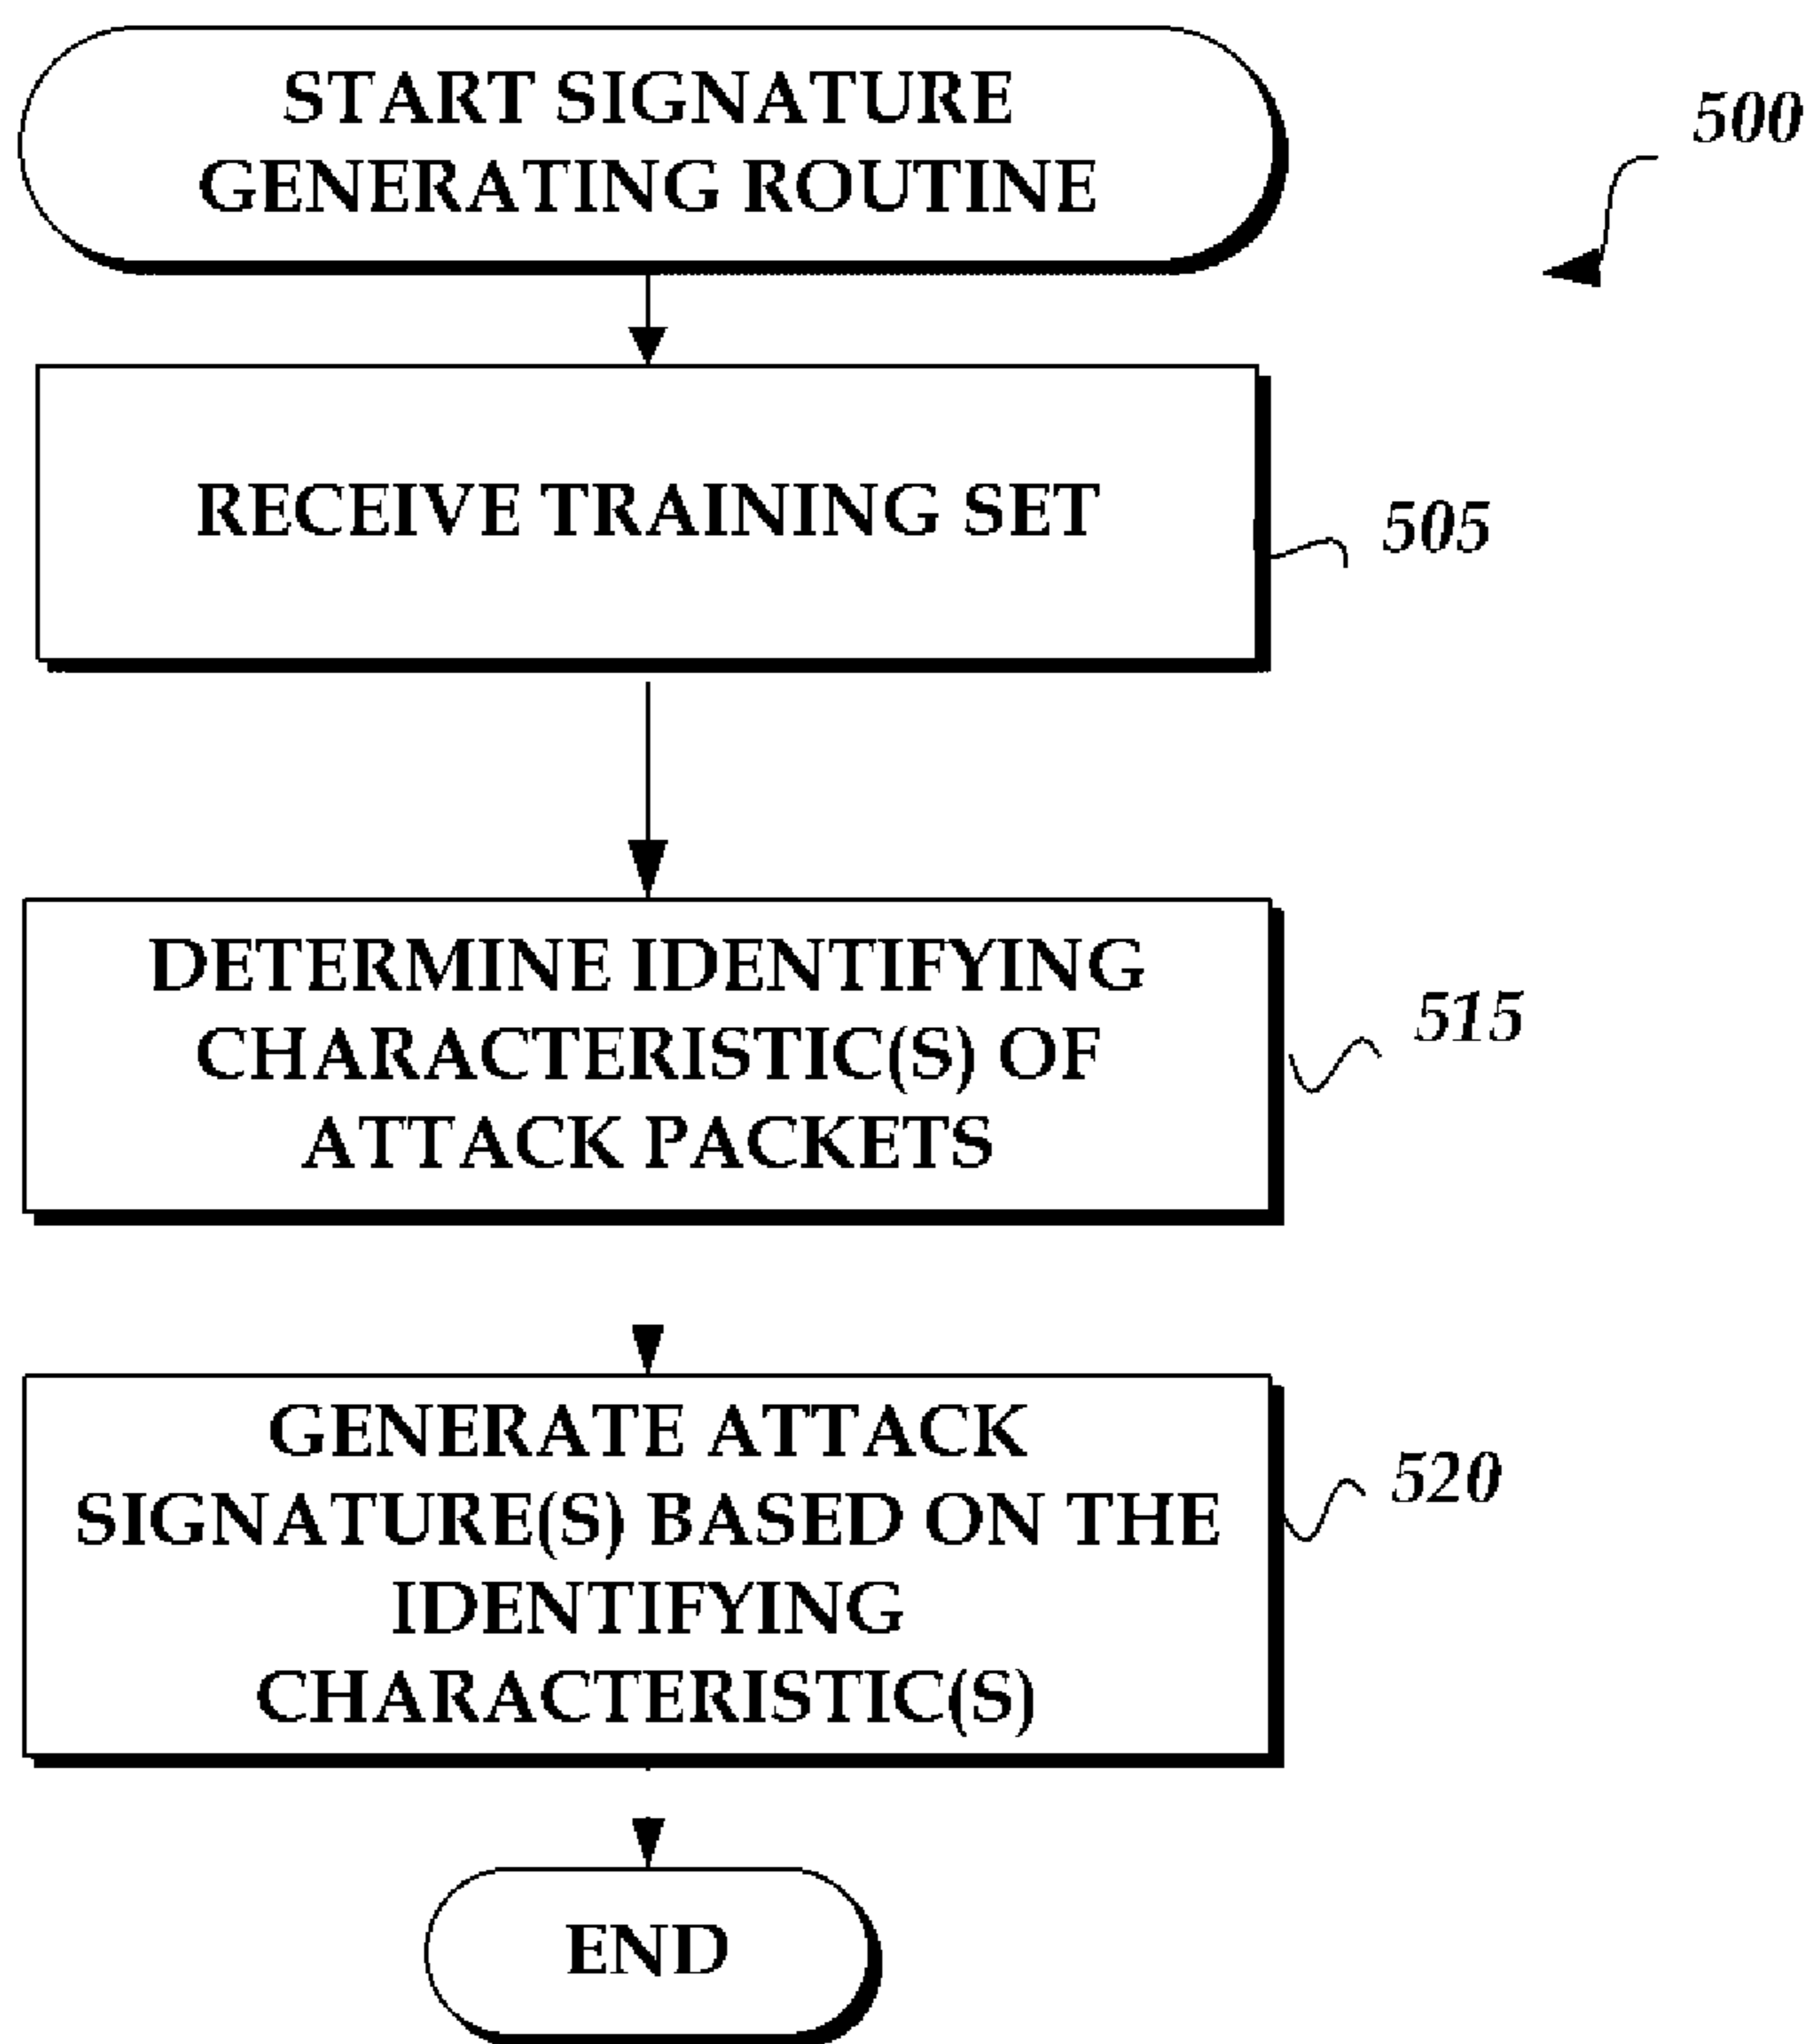 START SIGNATURE
GENERATING ROUTINE
500
RECEIVE TRAINING SET
505
DETERMINE IDENTIFYING
CHARACTERISTIC(S) OF
ATTACK PACKETS
515
GENERATE ATTACK
SIGNATURE(S) BASED ON THE
IDENTIFYING
CHARACTERISTIC(S)
520
END